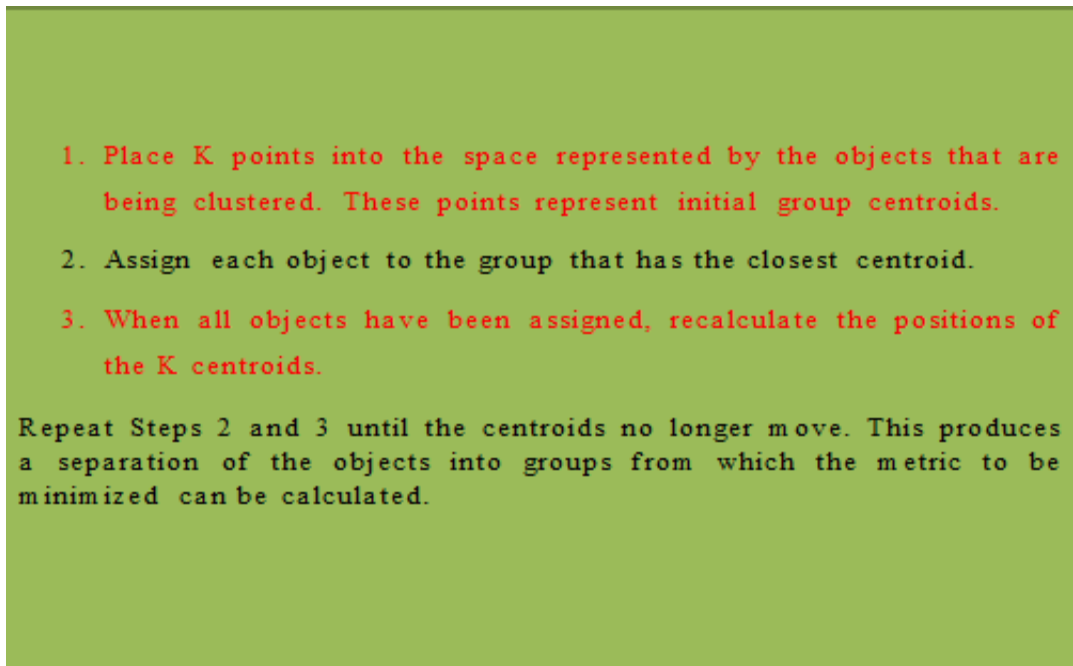 1. Place K points into the space represented by the objects that are
being clustered. These points represent initial group centroids.
2. Assign each object to the group that has the closest centroid.
3. When all objects have been assigned, recalculate the positions of
the K centroids.
Repeat Steps 2 and 3 until the centroids no longer move. This produces
a separation of the objects into groups from which the metric to be
minimized can be calculated.